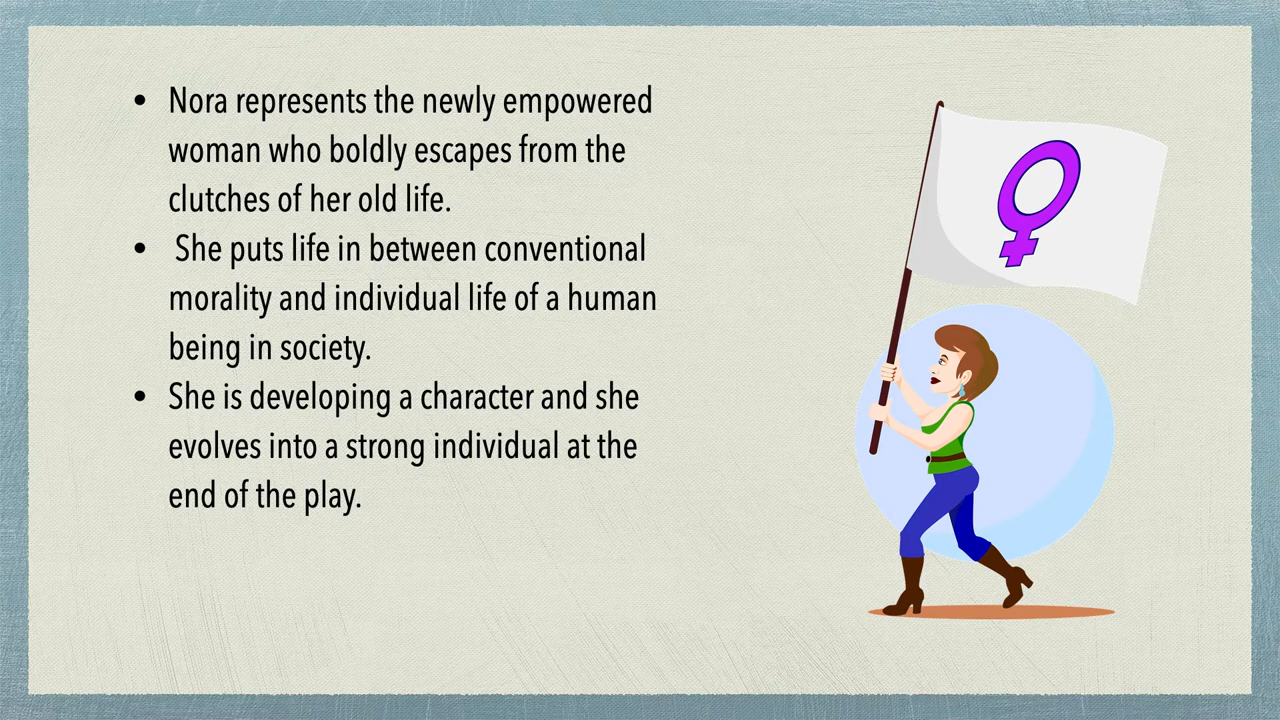 • Nora represents the newly empowered
woman who boldly escapes from the
clutches of her old life.
• She puts life in between conventional
morality and individual life of a human
being in society.
• She is developing a character and she
evolves into a strong individual at the
end of the play.